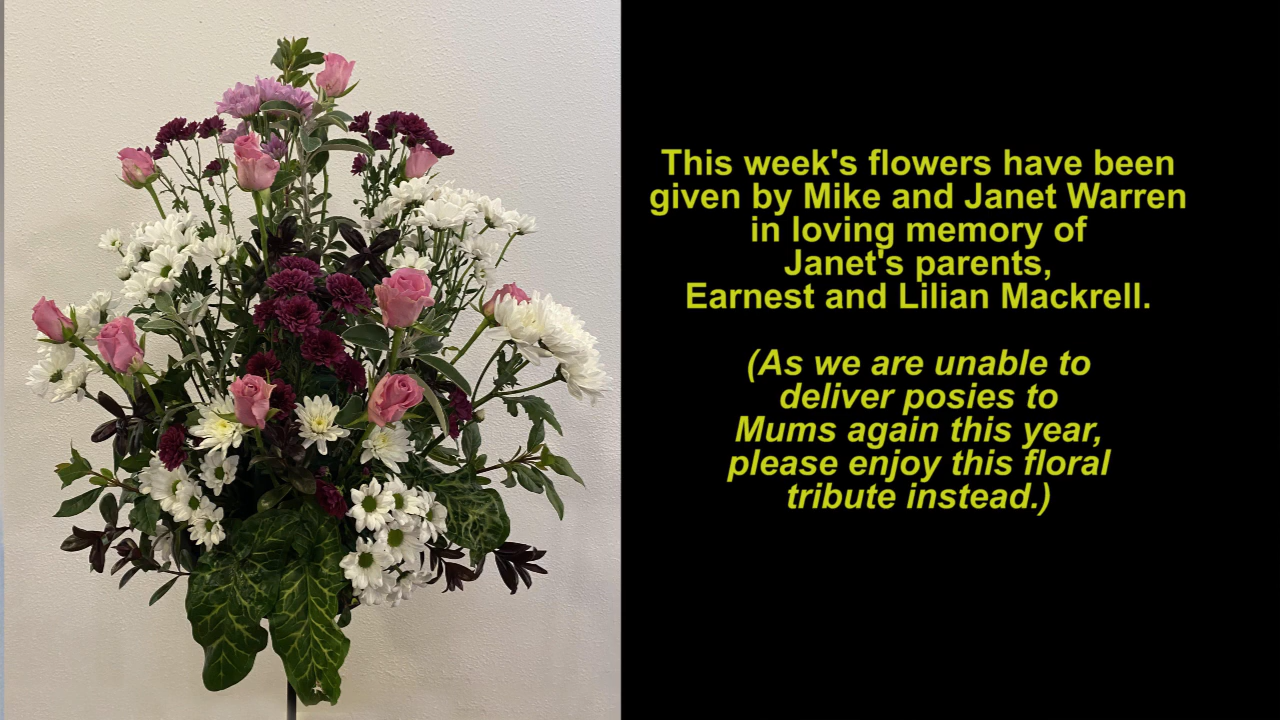 This week's flowers have been
given by Mike and Janet Warren
in loving memory of
Janet's parents,
Earnest and Lilian Mackrell.
(As we are unable to
deliver posies to
Mums again this year,
please enjoy this floral
tribute instead.)